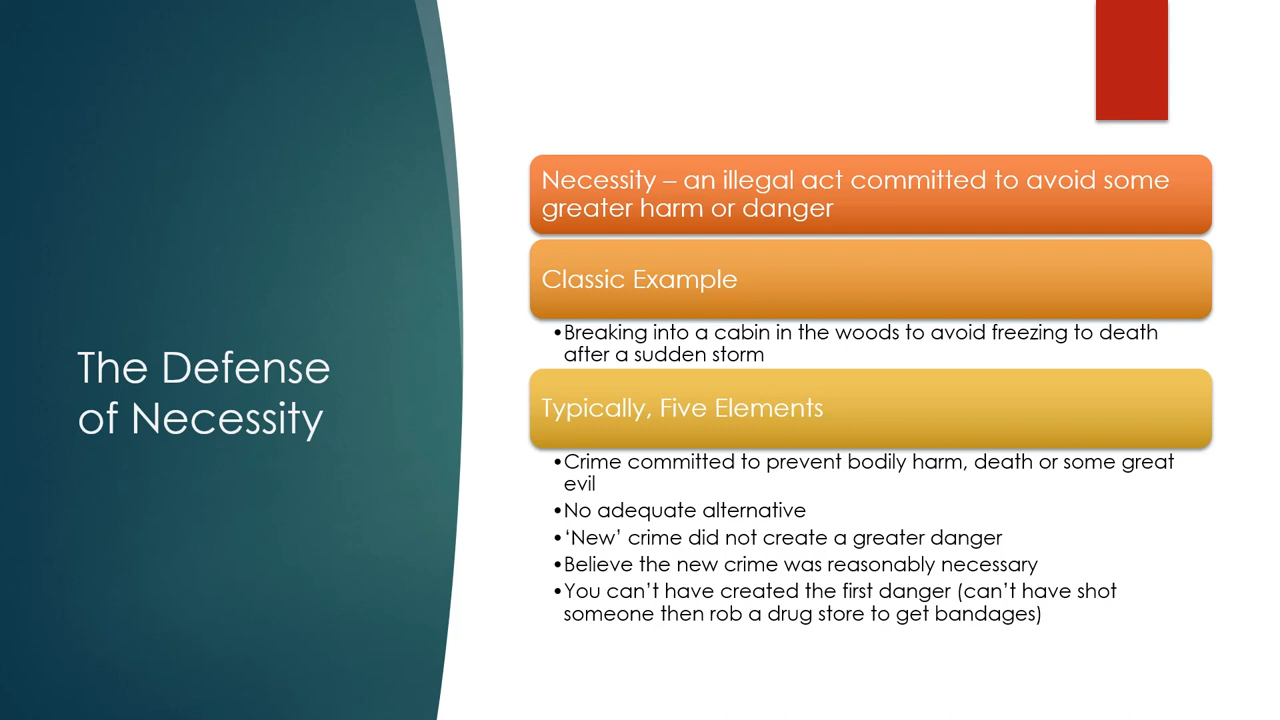 The Defense
of Necessity
Necessity – an illegal act committed to avoid some
greater harm or danger
Classic Example
•Breaking into a cabin in the woods to avoid freezing to death
after a sudden storm
Typically, Five Elements
•Crime committed to prevent bodily harm, death or some great
evil
•No adequate alternative
•‘New’ crime did not create a greater danger
•Believe the new crime was reasonably necessary
•You can’t have created the first danger (can’t have shot
someone then rob a drug store to get bandages)